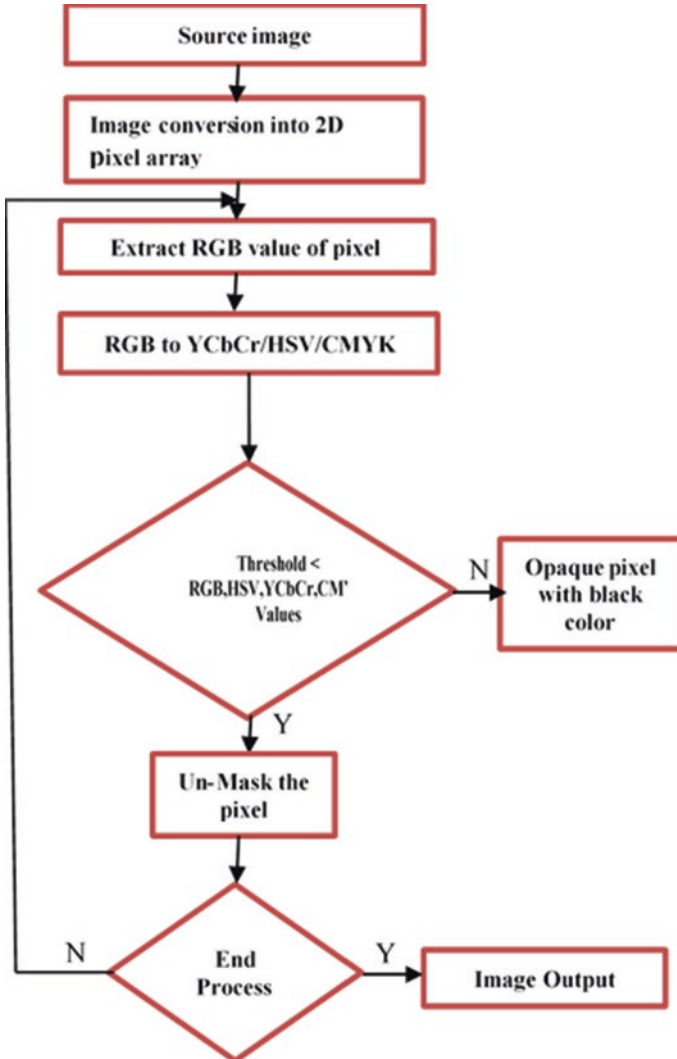 Source image
Image conversion into 2D
pixel array
Extract RGB value of pixel
RGB to YCbCr/HSV/CMYK
Threshold <
RGB,HSV,YCbCr,CM'
Values
N
Opaque pixel
with black
color
Y
Un-Mask the
pixel
N
End
Process
Y
Image Output